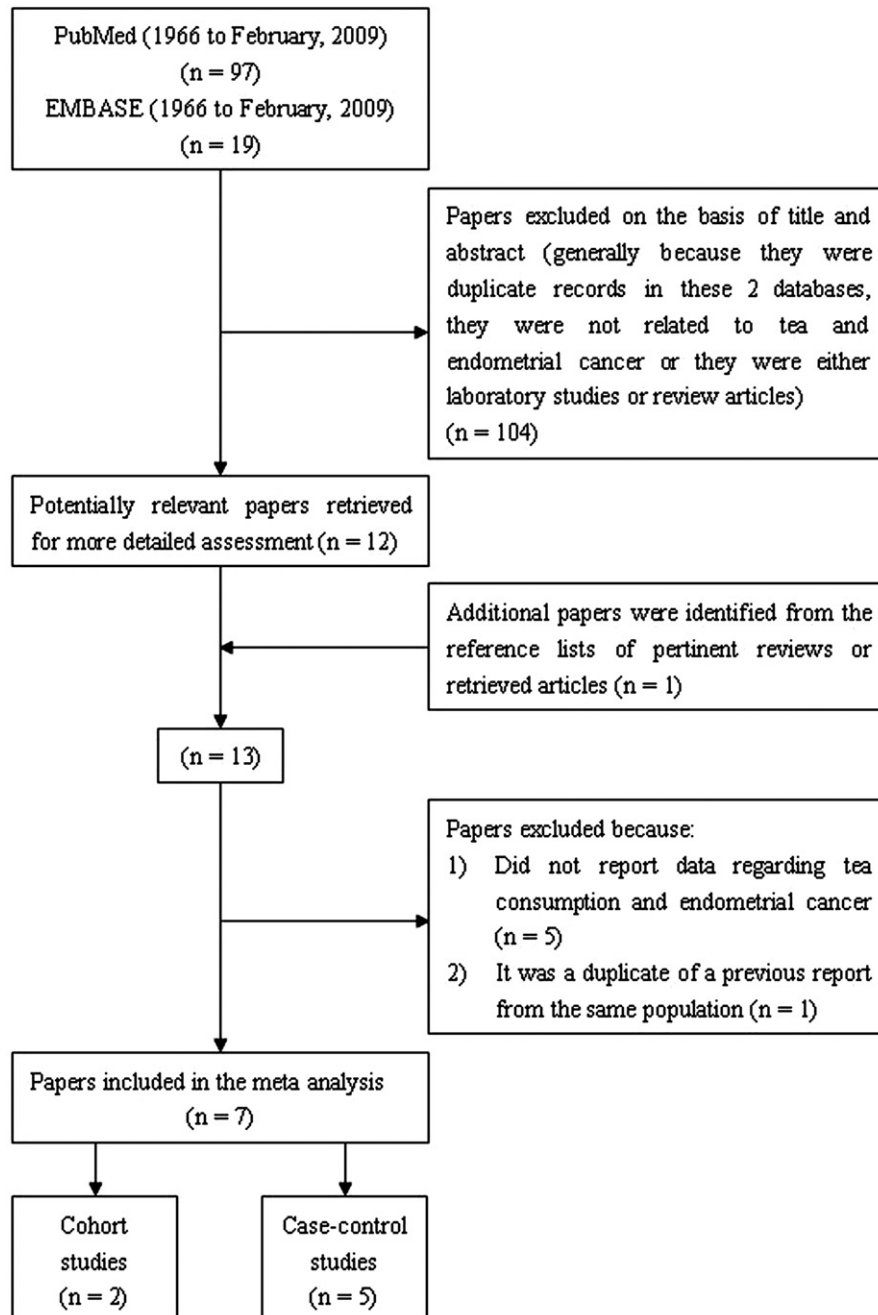 PubMed (1966 to February, 2009)
(n = 97)
EMBASE (1966 to February, 2009)
(n = 19)
Papers excluded on the basis of title and
abstract (generally because they were
duplicate records in these 2 databases,
they were not related to tea and
endometrial cancer or they were either
laboratory studies or review articles)
(n = 104)
Potentially relevant papers retrieved
for more detailed assessment (n = 12)
Additional papers were identified from the
reference lists of pertinent reviews or
retrieved articles (n = 1)
(n = 13)
Papers excluded because:
1) Did not report data regarding tea
consumption and endometrial cancer
(n = 5)
2) It was a duplicate of a previous report
from the same population (n = 1)
Papers included in the meta analysis
(n = 7)
Cohort
studies
(n = 2)
Case-control
studies
(n = 5)